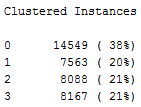 Clustered Instances
0 14549 ( 38%)
1 7563 ( 20%)
2 8088 ( 21%)
3 8167 ( 21%)